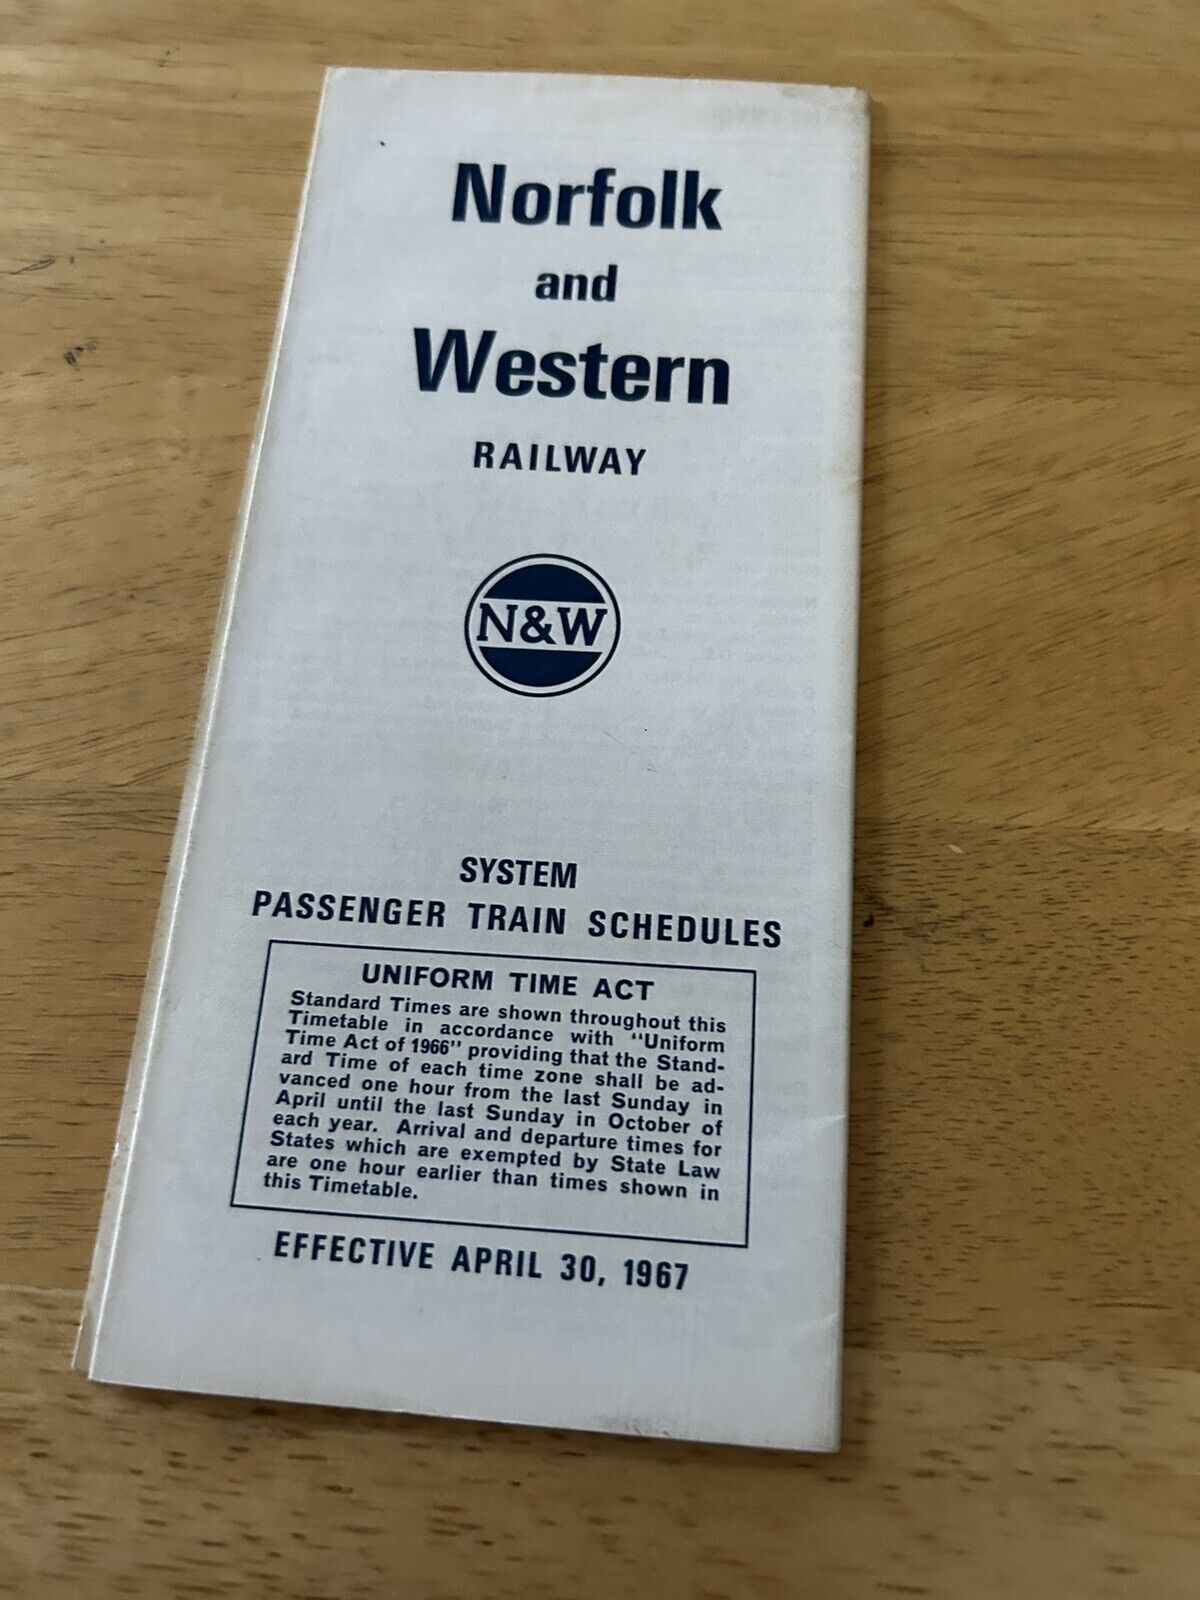 Norfolk
and
Western
RAILWAY
N&W
SYSTEM
PASSENGER TRAIN SCHEDULES
UNIFORM TIME ACT
Standard Times are shown throughout this
Timetable in accordance with "Uniform
Time Act of 1966" providing that the Stand-
ard Time of each time zone shall be ad-
vanced one hour from the last Sunday in
April until the last Sunday in October of
each year. Arrival and departure times for
States which are exempted by State Law
are one hour earlier than times shown in
this Timetable.
EFFECTIVE APRIL 30, 1967